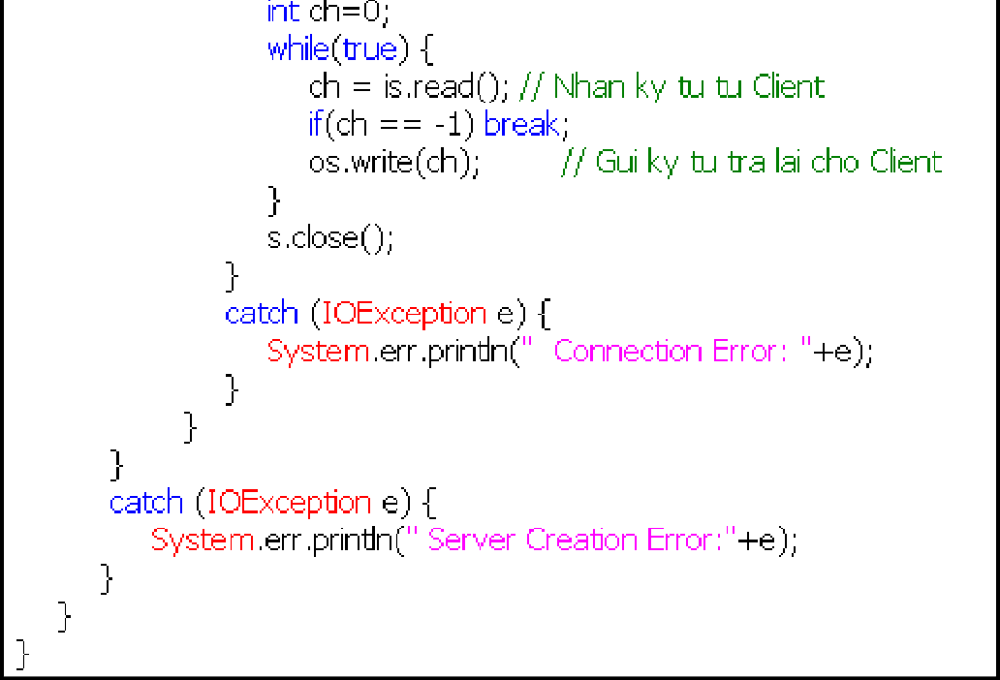 int ch=0;
while(true) {
ch = is.read(); // Nhan ky tu tu Client
if(ch == -1) break;
os.write(ch); // Gui ky tu tra lai cho Client
}
s.close();
}
catch (IOException e) {
System.err.println(" Connection Error: "+e);
}
}
}
catch (IOException e) {
System.err.println(" Server Creation Error:"+e);
}
}
}